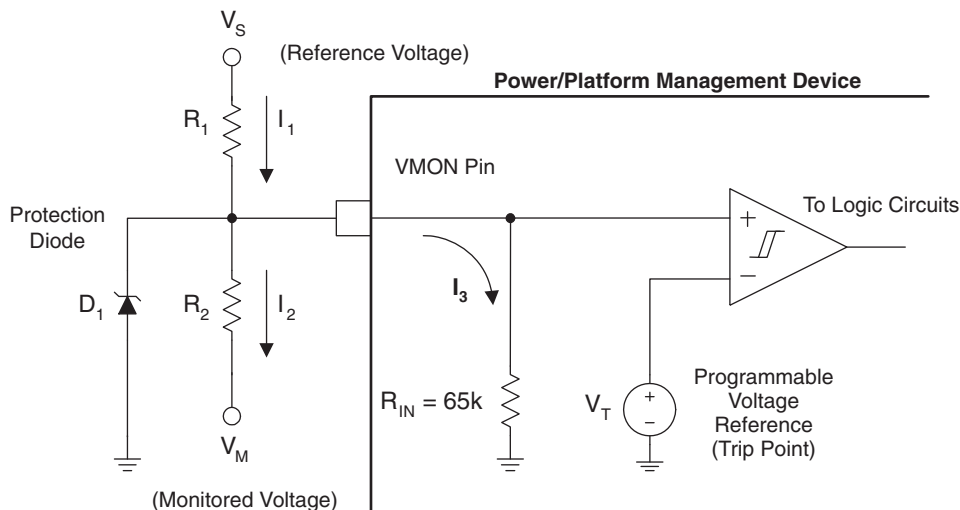 V_S
(Reference Voltage)
Power/Platform Management Device
R_1
I_1
VMON Pin
Protection
Diode
To Logic Circuits
+
−
D_1
R_2
I_2
I_3
R_IN = 65k
V_T
+
−
Programmable
Voltage
Reference
(Trip Point)
V_M
(Monitored Voltage)